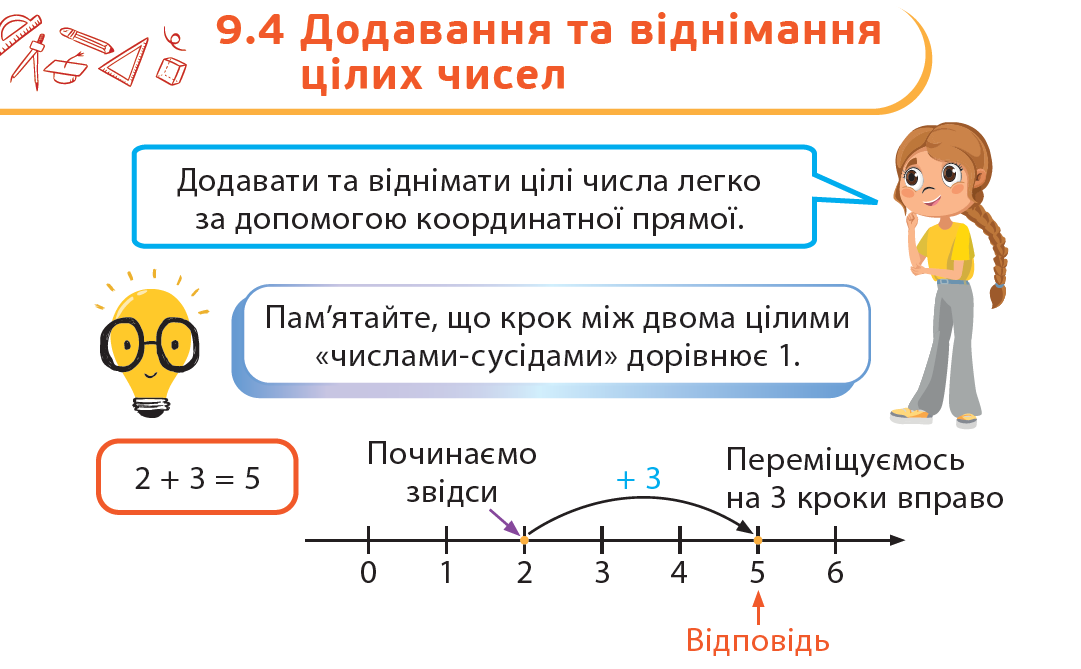 9.4 Додавання та віднімання
цілих чисел
Додавати та віднімати цілі числа легко
за допомогою координатної прямої.
Пам’ятайте, що крок між двома цілими
«числами-сусідами» дорівнює 1.
2 + 3 = 5
Починаємо
звідси
+ 3
Переміщуємось
на 3 кроки вправо
0 1 2 3 4 5 6
Відповідь